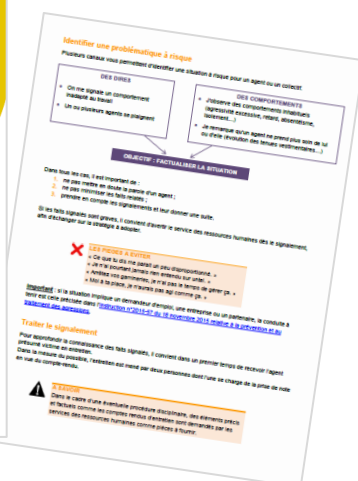 Identifier une problématique à risque
Plusieurs canaux vous permettent d'identifier une situation à risque pour un agent ou un collectif.
DES DIRES
• On me signale un comportement
inadapté au travail
• Un ou plusieurs agents se plaignent
DES COMPORTEMENTS
• J'observe des comportements inhabituels
(agressivité excessive, retard, absentéisme,
isolement…)
• Je remarque qu'un agent ne prend plus soin de lui
ou d'elle (évolution des tenues vestimentaires…)
OBJECTIF : FACTUALISER LA SITUATION
Dans tous les cas, il est important de :
1. ne pas mettre en doute la parole d'un agent ;
2. ne pas minimiser les faits relatés ;
3. prendre en compte les signalements et leur donner une suite.
Si les faits signalés sont graves, il convient d'avertir le service des ressources humaines dès le signalement,
afin d'échanger sur la stratégie à adopter.
LES PIEGES A EVITER
« Ce que tu dis me parait un peu disproportionné. »
« Je n'ai pourtant jamais rien entendu sur untel. »
« Arrêtez vos gamineries, je n'ai pas le temps de gérer ça. »
« Moi à ta place, je n'aurais pas agi comme ça. »
Important : si la situation implique un demandeur d'emploi, une entreprise ou un partenaire, la conduite à
tenir est celle précisée dans l'instruction n°2015-57 du 18 novembre 2015 relative à la prévention et au
traitement des agressions.
Traiter le signalement
Pour approfondir la connaissance des faits signalés, il convient dans un premier temps de recevoir l'agent
présumé victime en entretien.
Dans la mesure du possible, l'entretien est mené par deux personnes dont l'une se charge de la prise de note
en vue du compte-rendu.
A SAVOIR
Dans le cadre d'une éventuelle procédure disciplinaire, des éléments précis
et factuels comme les comptes rendus d'entretien sont demandés par les
services des ressources humaines comme pièces à fournir.